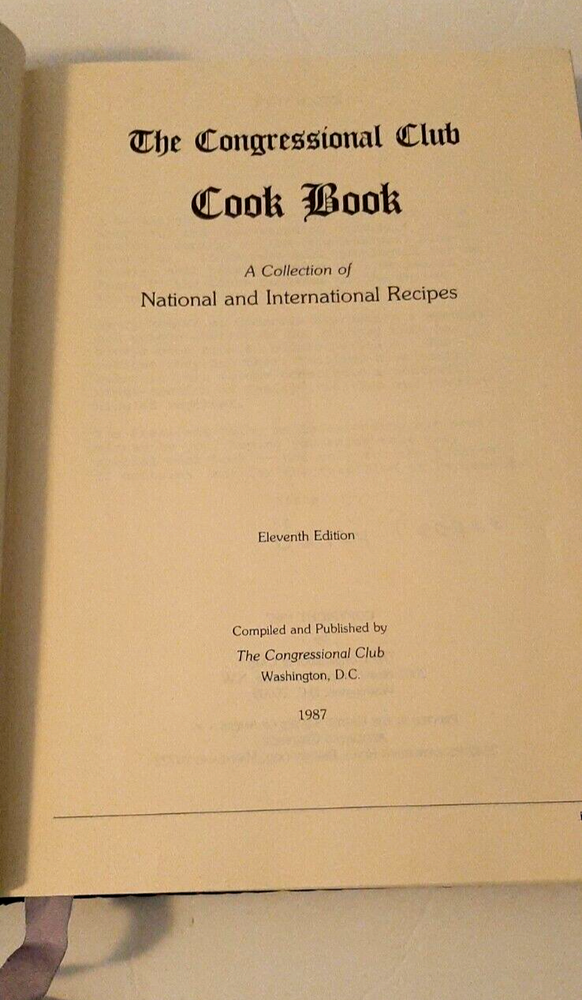 The Congressional Club
Cook Book
A Collection of
National and International Recipes
Eleventh Edition
Compiled and Published by
The Congressional Club
Washington, D.C.
1987